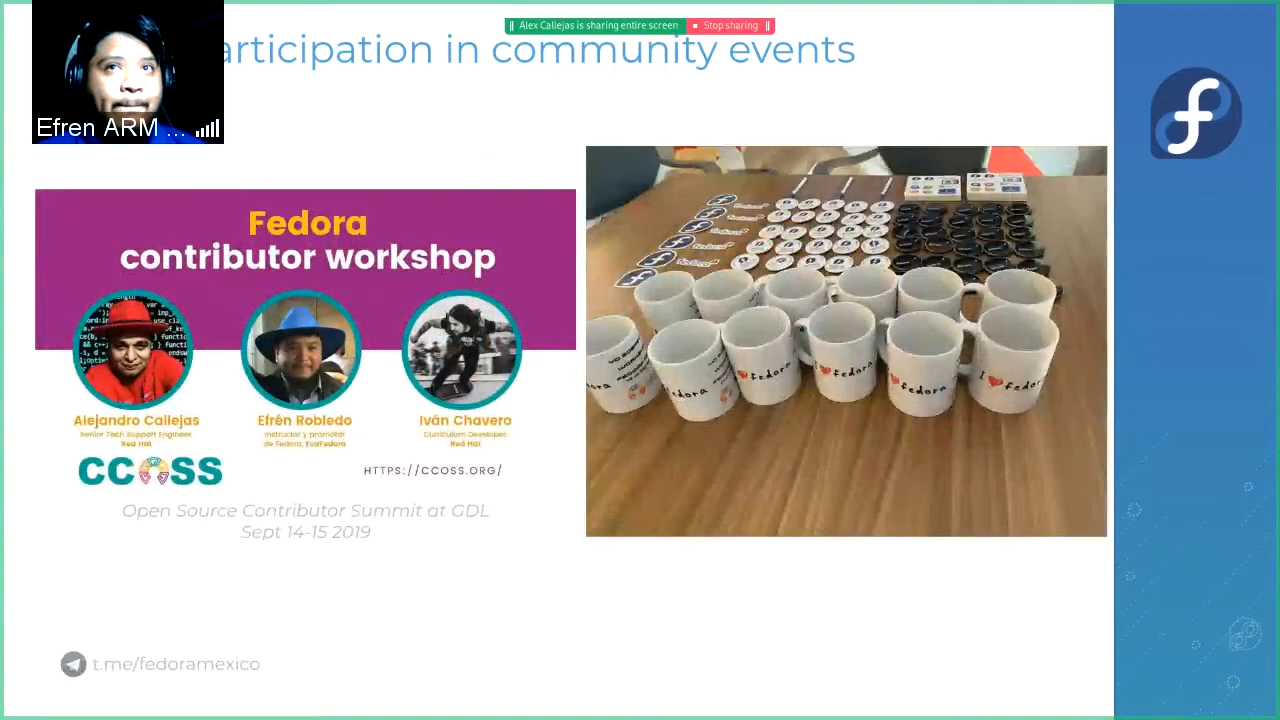 Alex Callejas is sharing entire screen
Stop sharing
articipation in community events
Efren ARM ...
Fedora
contributor workshop
Alejandro Callejas
Senior Tech Support Engineer,
Red Hat
Efrén Robledo
Instructor y promotor
de Fedora, EvaFedora
Iván Chavero
Curriculum Developer,
Red Hat
CCOSS
HTTPS://CCOSS.ORG/
Open Source Contributor Summit at GDL
Sept 14-15 2019
fedora
fedora
I ❤ fedora
fedora
I ❤ fedora
t.me/fedoramexico